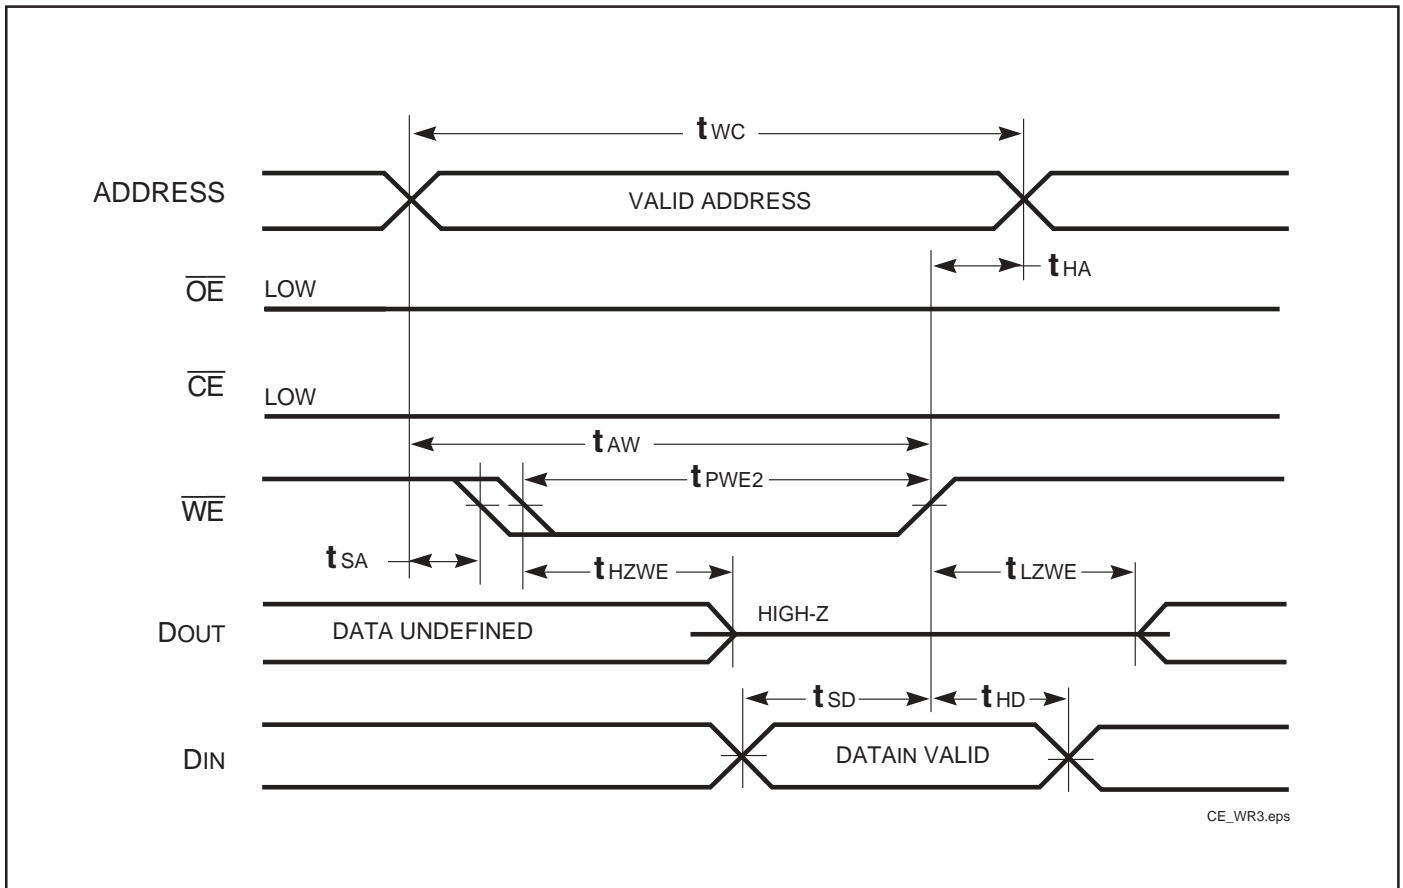 tWC
ADDRESS
VALID ADDRESS
tHA
OE
LOW
CE
LOW
tAW
tPWE2
WE
tSA
tHZWE
tLZWE
HIGH-Z
DOUT
DATA UNDEFINED
tSD
tHD
DIN
DATAIN VALID
CE_WR3.eps